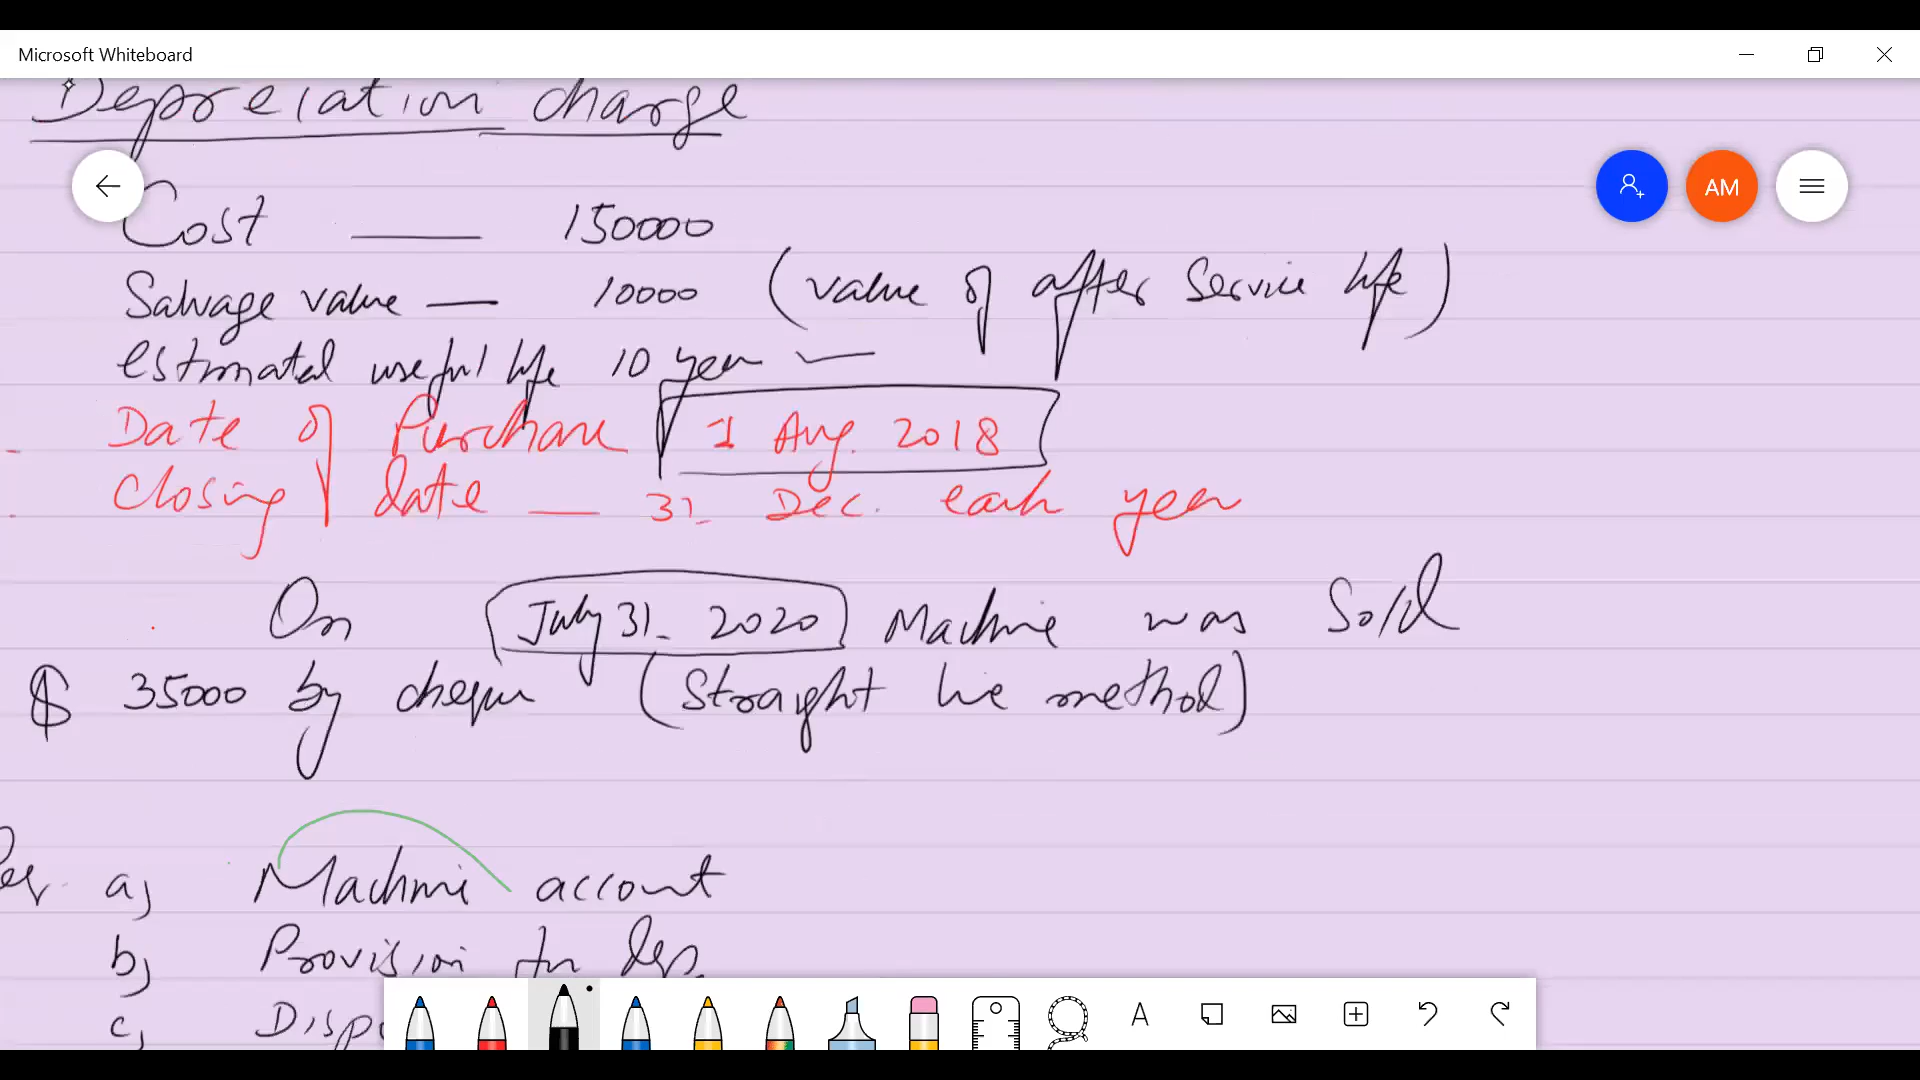 Microsoft Whiteboard
Depreciation charge
AM
Cost — 150000
Salvage value — 10000 (value of after Service life)
estimated useful life 10 year
Date of Purchase 1 Aug. 2018
Closing date — 31 Dec. each year
On July 31 2020 Machine was Sold
$ 35000 by cheque (Straight line method)
a) Machine account
b) Provision for dep.
c) Disp
A